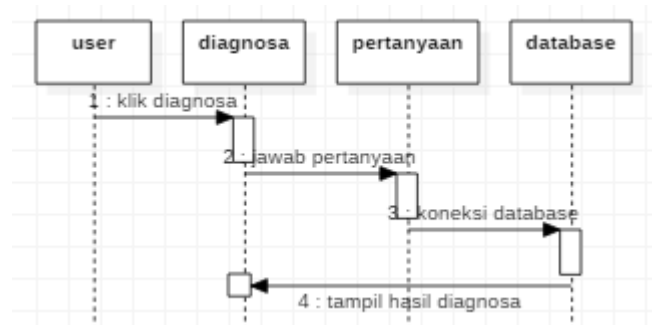 user
diagnosa
pertanyaan
database
1 : klik diagnosa
2 : jawab pertanyaan
3 : koneksi database
4 : tampil hasil diagnosa